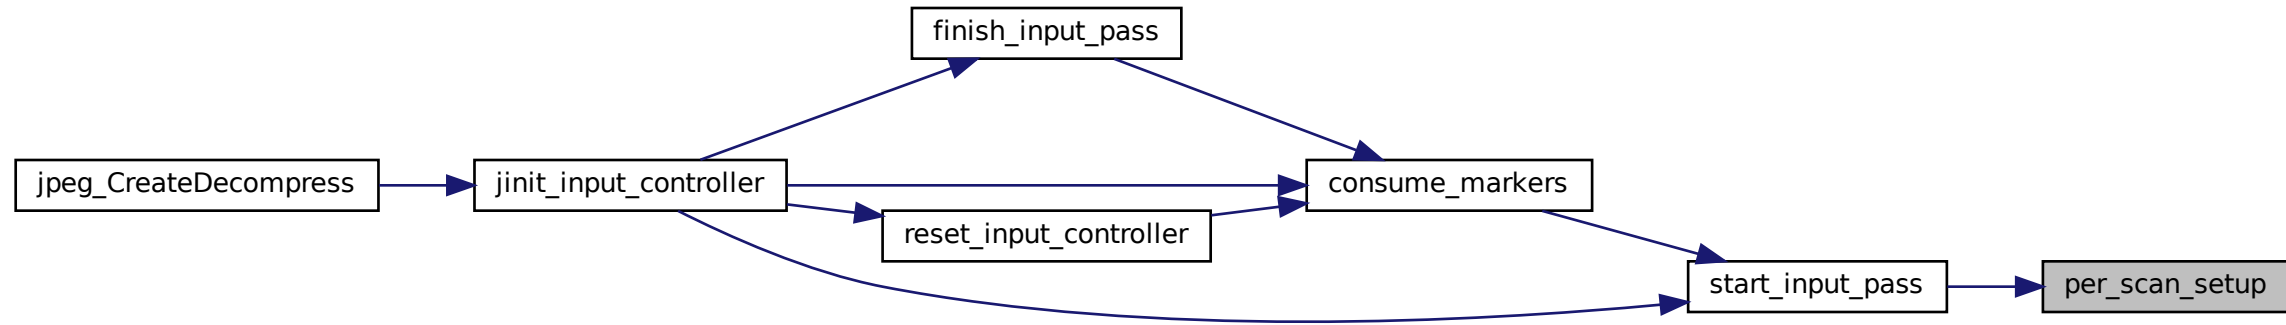 finish_input_pass
jpeg_CreateDecompress
jinit_input_controller
consume_markers
reset_input_controller
start_input_pass
per_scan_setup